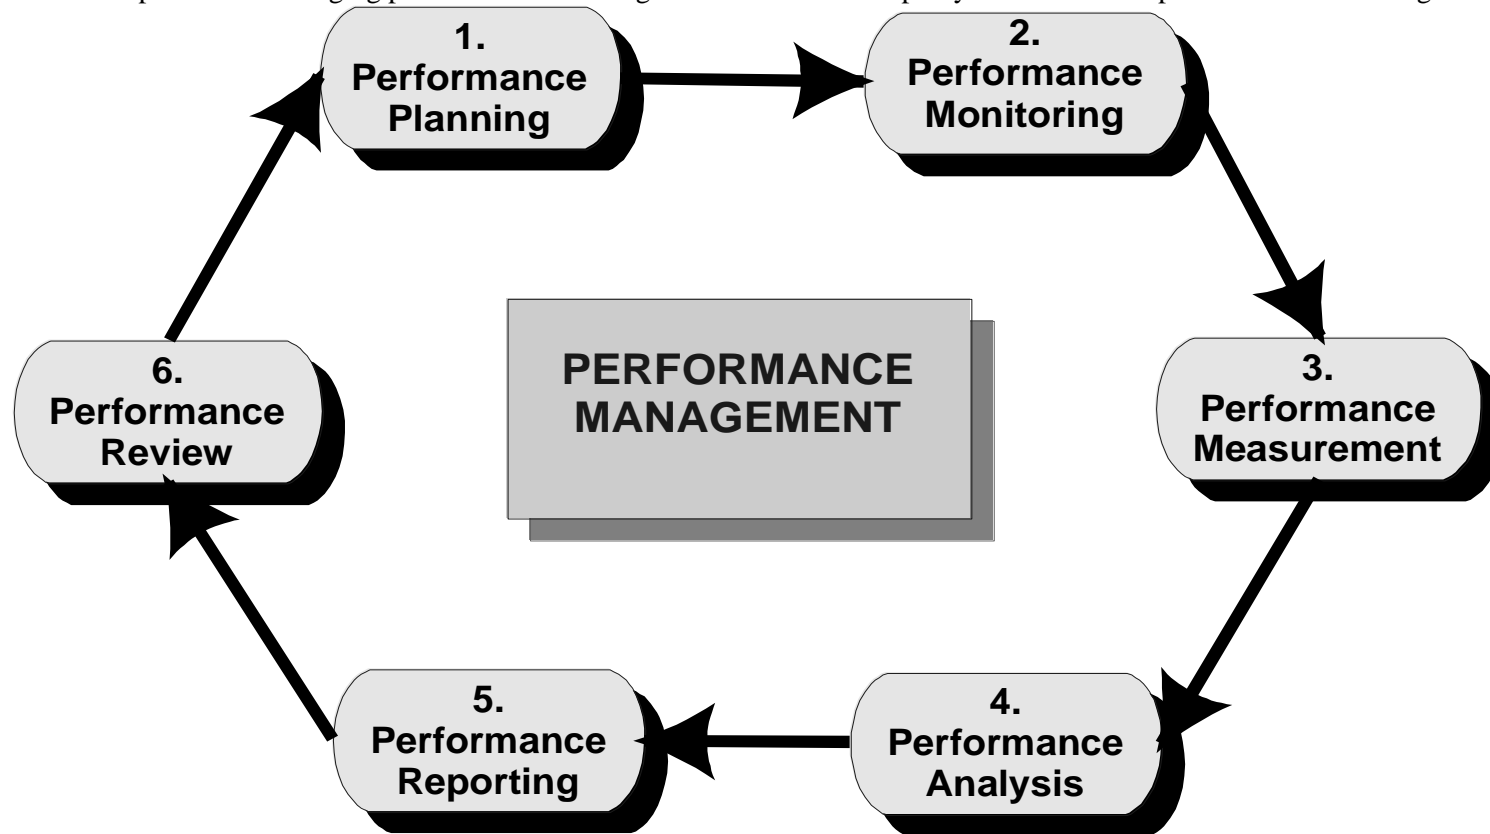 1.
Performance
Planning
2.
Performance
Monitoring
3.
Performance
Measurement
4.
Performance
Analysis
5.
Performance
Reporting
6.
Performance
Review
PERFORMANCE
MANAGEMENT